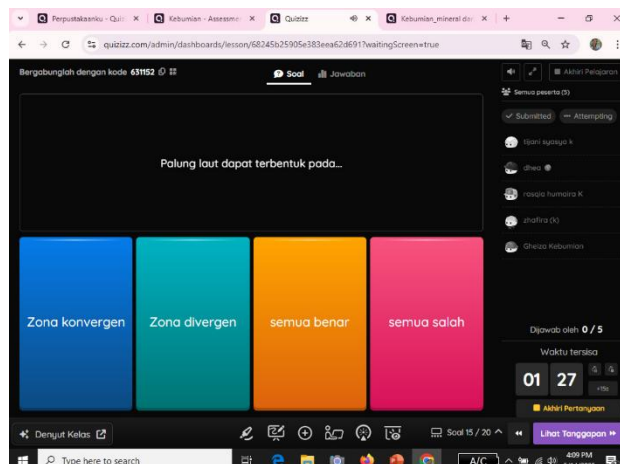 Perpustakaanku - Quiz
Kebumian - Assessme
Quizizz
Kebumian_mineral dan
quizizz.com/admin/dashboards/lesson/68245b25905e383eea62d691?waitingScreen=true
Bergabunglah dengan kode 631152
Soal
Jawaban
Akhiri Pelajaran
Semua peserta (5)
Submitted
Attempting
tijani syasya k
dhea
rasqia humaira K
zhafira (k)
Gheiza Kebumian
Palung laut dapat terbentuk pada...
Zona konvergen
Zona divergen
semua benar
semua salah
Dijawab oleh 0 / 5
Waktu tersisa
01 27
+15s
Akhiri Pertanyaan
Denyut Kelas
Soal 15 / 20
Lihat Tanggapan
Type here to search
A/C
4:09 PM